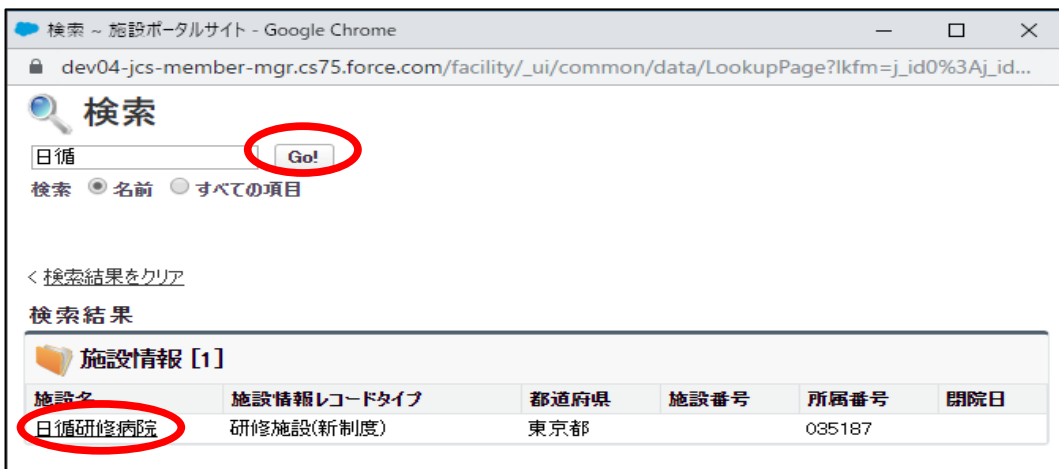 検索 ~ 施設ポータルサイト - Google Chrome
dev04-jcs-member-mgr.cs75.force.com/facility/_ui/common/data/LookupPage?lkfm=j_id0%3Aj_id...
検索
日循 Go!
検索 名前 すべての項目
< 検索結果をクリア
検索結果
施設情報 [1]
施設名 施設情報レコードタイプ 都道府県 施設番号 所属番号 閉院日
日循研修病院 研修施設(新制度) 東京都 035187